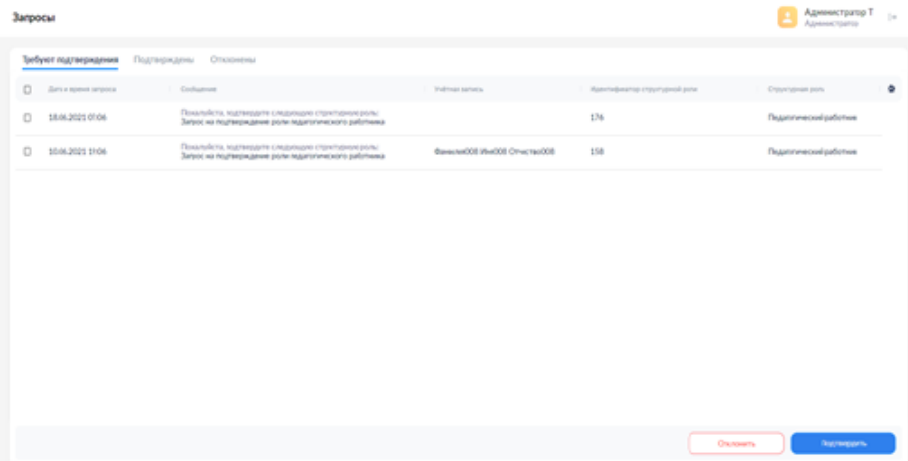 Запросы
Администратор Т
Администратор
Требуют подтверждения Подтверждены Отклонены
Дата и время запроса Сообщение Учётная запись Идентификатор структурной роли Структурная роль
18.06.2021 01:06 Пожалуйста, подтвердите следующую структурную роль: 176 Педагогический работник
Запрос на подтверждение роли педагогического работника
10.06.2021 19:06 Пожалуйста, подтвердите следующую структурную роль: Фамилия008 Имя008 Отчество008 158 Педагогический работник
Запрос на подтверждение роли педагогического работника
Отклонить Подтвердить